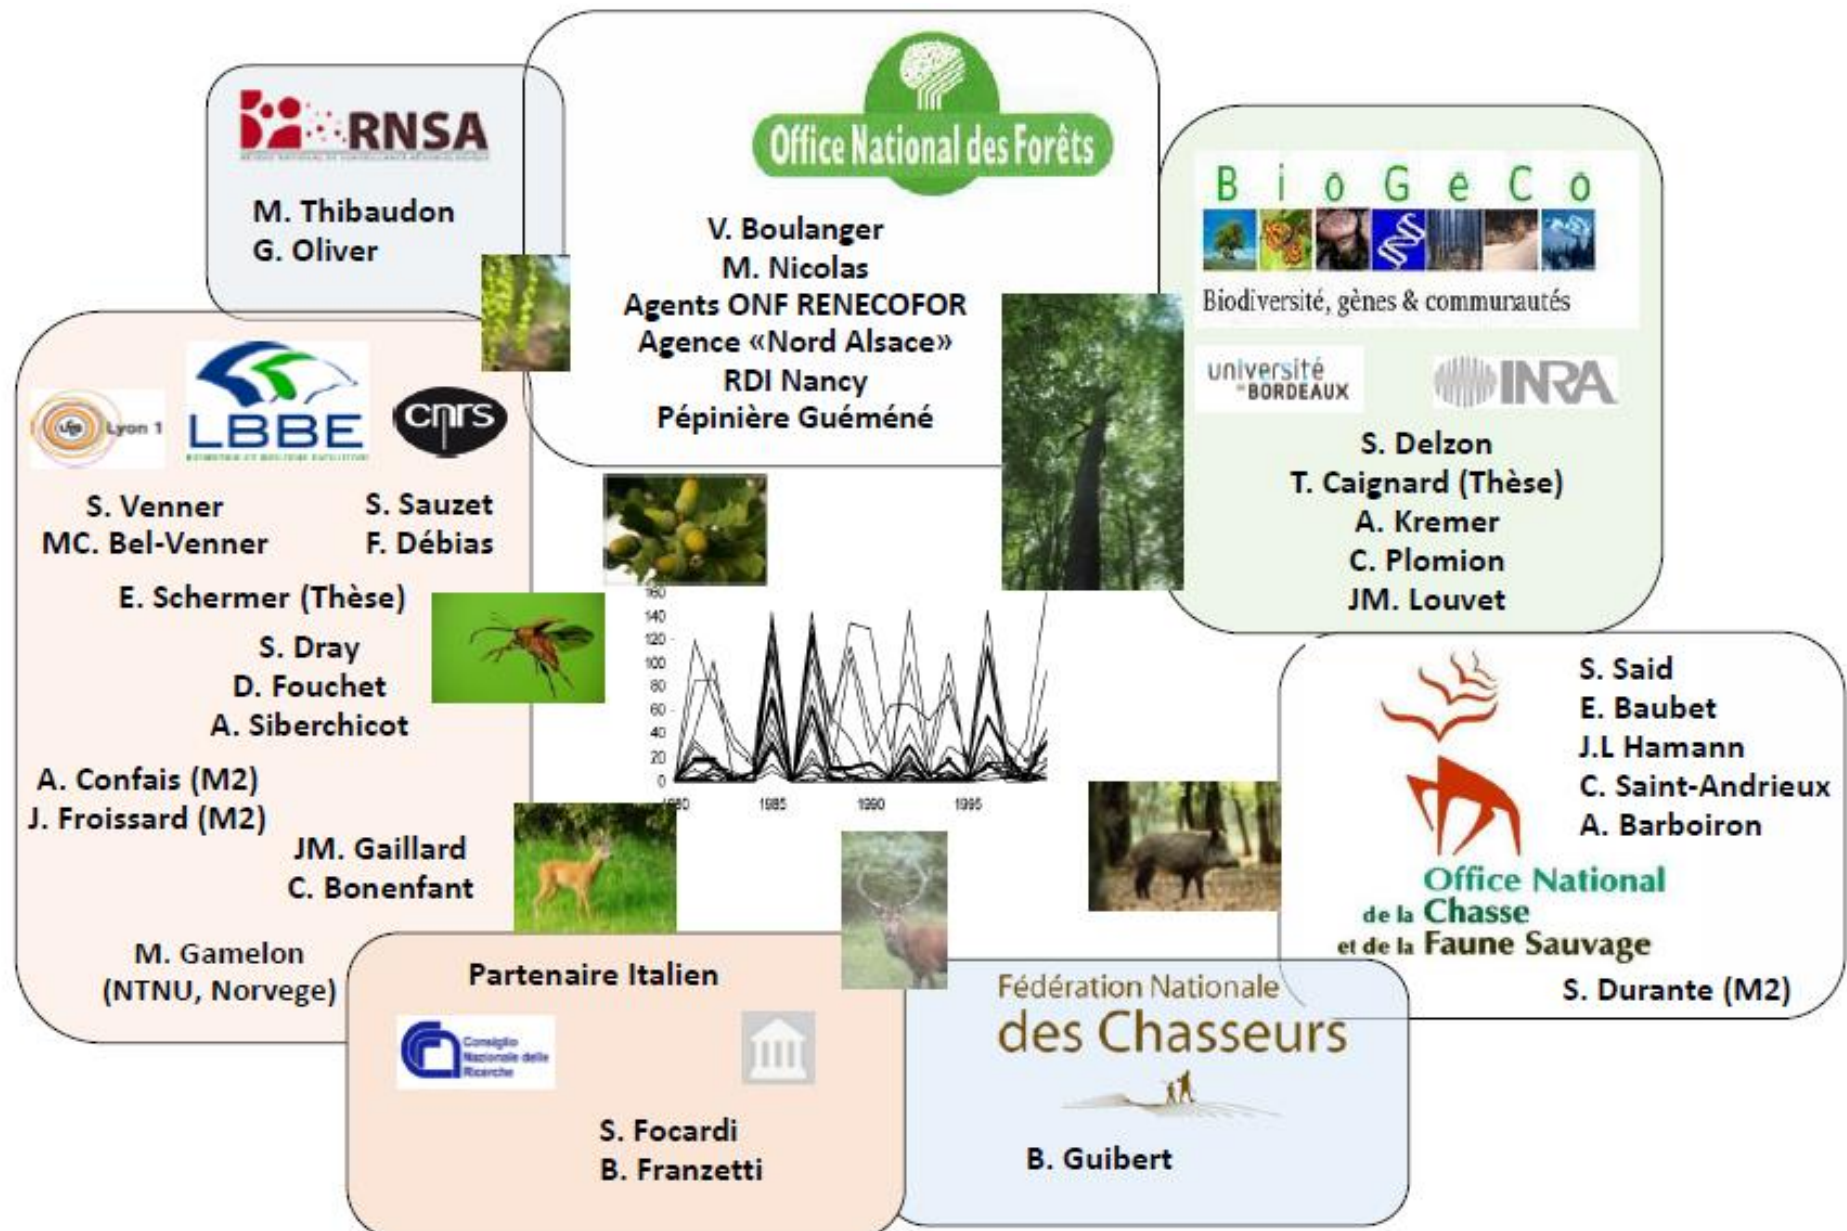 RNSA
M. Thibaudon
G. Oliver
Office National des Forêts
V. Boulanger
M. Nicolas
Agents ONF RENECOFOR
Agence «Nord Alsace»
RDI Nancy
Pépinière Guéméné
B i o G e C o
Biodiversité, gènes & communautés
université
de BORDEAUX
INRA
S. Delzon
T. Caignard (Thèse)
A. Kremer
C. Plomion
JM. Louvet
Lyon 1
LBBE
cnrs
S. Venner
MC. Bel-Venner
S. Sauzet
F. Débias
E. Schermer (Thèse)
S. Dray
D. Fouchet
A. Siberchicot
A. Confais (M2)
J. Froissard (M2)
JM. Gaillard
C. Bonenfant
M. Gamelon
(NTNU, Norvege)
160
140
120
100
80
60
40
20
0
1980
1985
1990
1995
S. Said
E. Baubet
J.L Hamann
C. Saint-Andrieux
A. Barboiron
Office National
de la Chasse
et de la Faune Sauvage
S. Durante (M2)
Partenaire Italien
Consiglio
Nazionale delle
Ricerche
S. Focardi
B. Franzetti
Fédération Nationale
des Chasseurs
B. Guibert